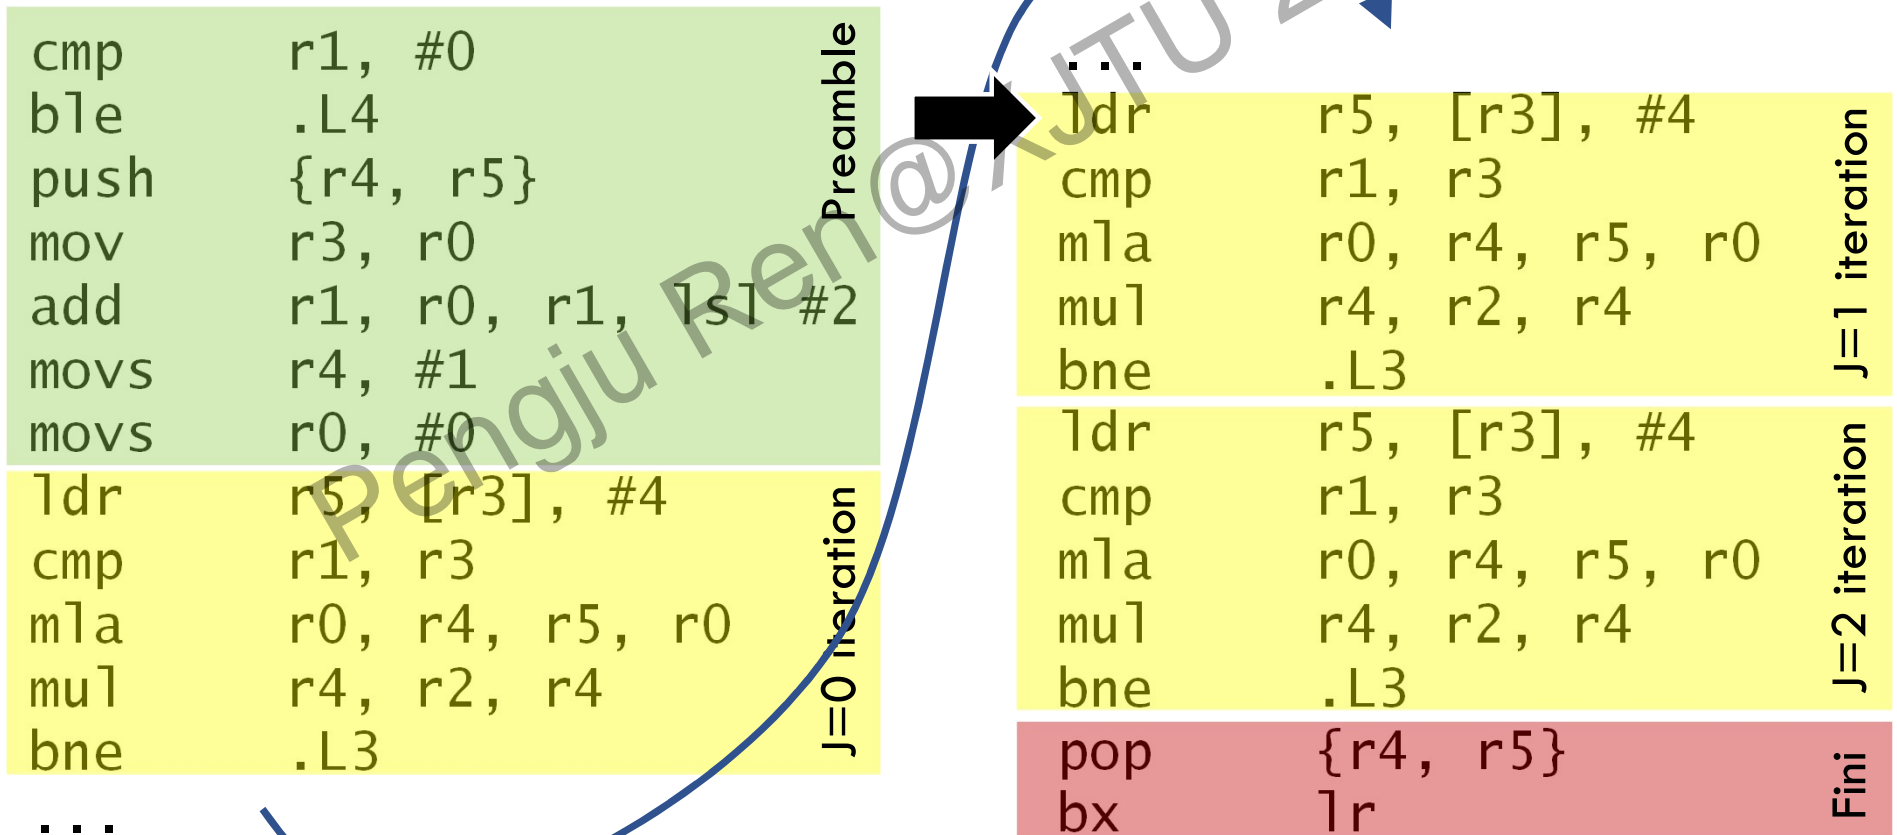 cmp r1, #0
ble .L4
push {r4, r5}
mov r3, r0
add r1, r0, r1, lsl #2
movs r4, #1
movs r0, #0
Preamble
ldr r5, [r3], #4
cmp r1, r3
mla r0, r4, r5, r0
mul r4, r2, r4
bne .L3
J=0 iteration
...
...
ldr r5, [r3], #4
cmp r1, r3
mla r0, r4, r5, r0
mul r4, r2, r4
bne .L3
J=1 iteration
ldr r5, [r3], #4
cmp r1, r3
mla r0, r4, r5, r0
mul r4, r2, r4
bne .L3
J=2 iteration
pop {r4, r5}
bx lr
Fini
Pengju Ren@XJTU 2